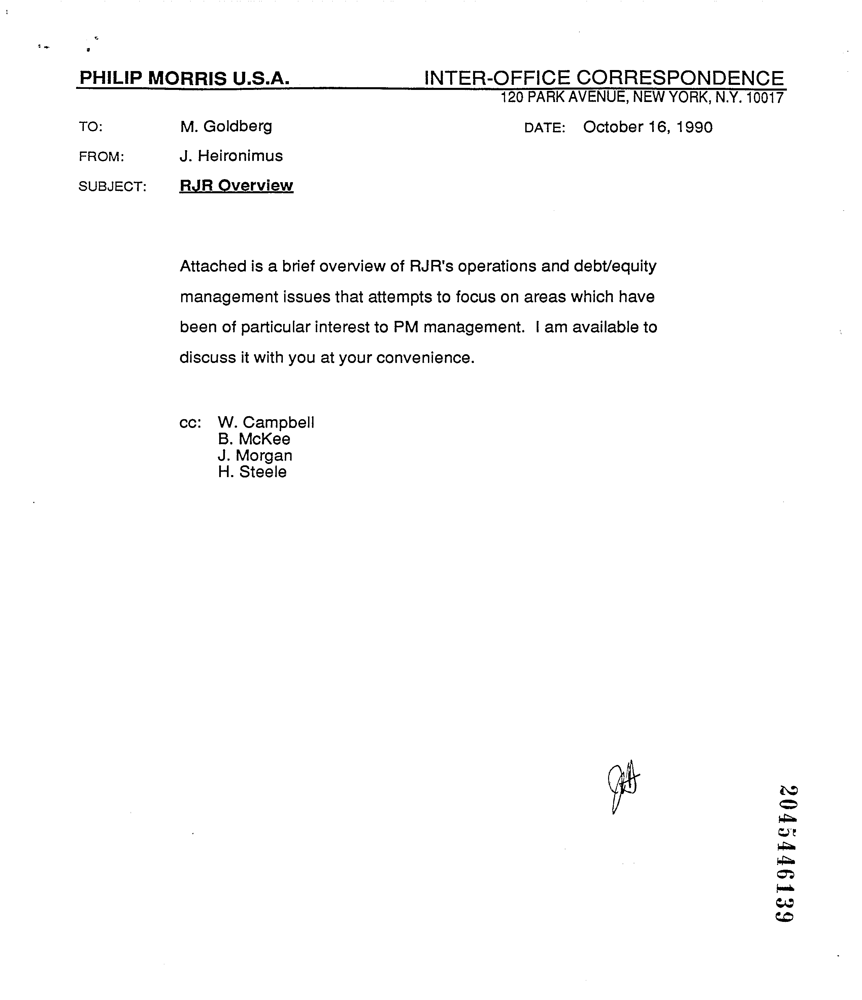 PHILIP MORRIS U.S.A. INTER-OFFICE CORRESPONDENCE
120 PARK AVENUE, NEW YORK, N.Y. 10017
TO: M. Goldberg DATE: October 16, 1990
FROM: J. Heironimus
SUBJECT: RJR Overview
Attached is a brief overview of RJR's operations and debt/equity
management issues that attempts to focus on areas which have
been of particular interest to PM management. I am available to
discuss it with you at your convenience.
cc: W. Campbell
B. McKee
J. Morgan
H. Steele
JH
2045446139